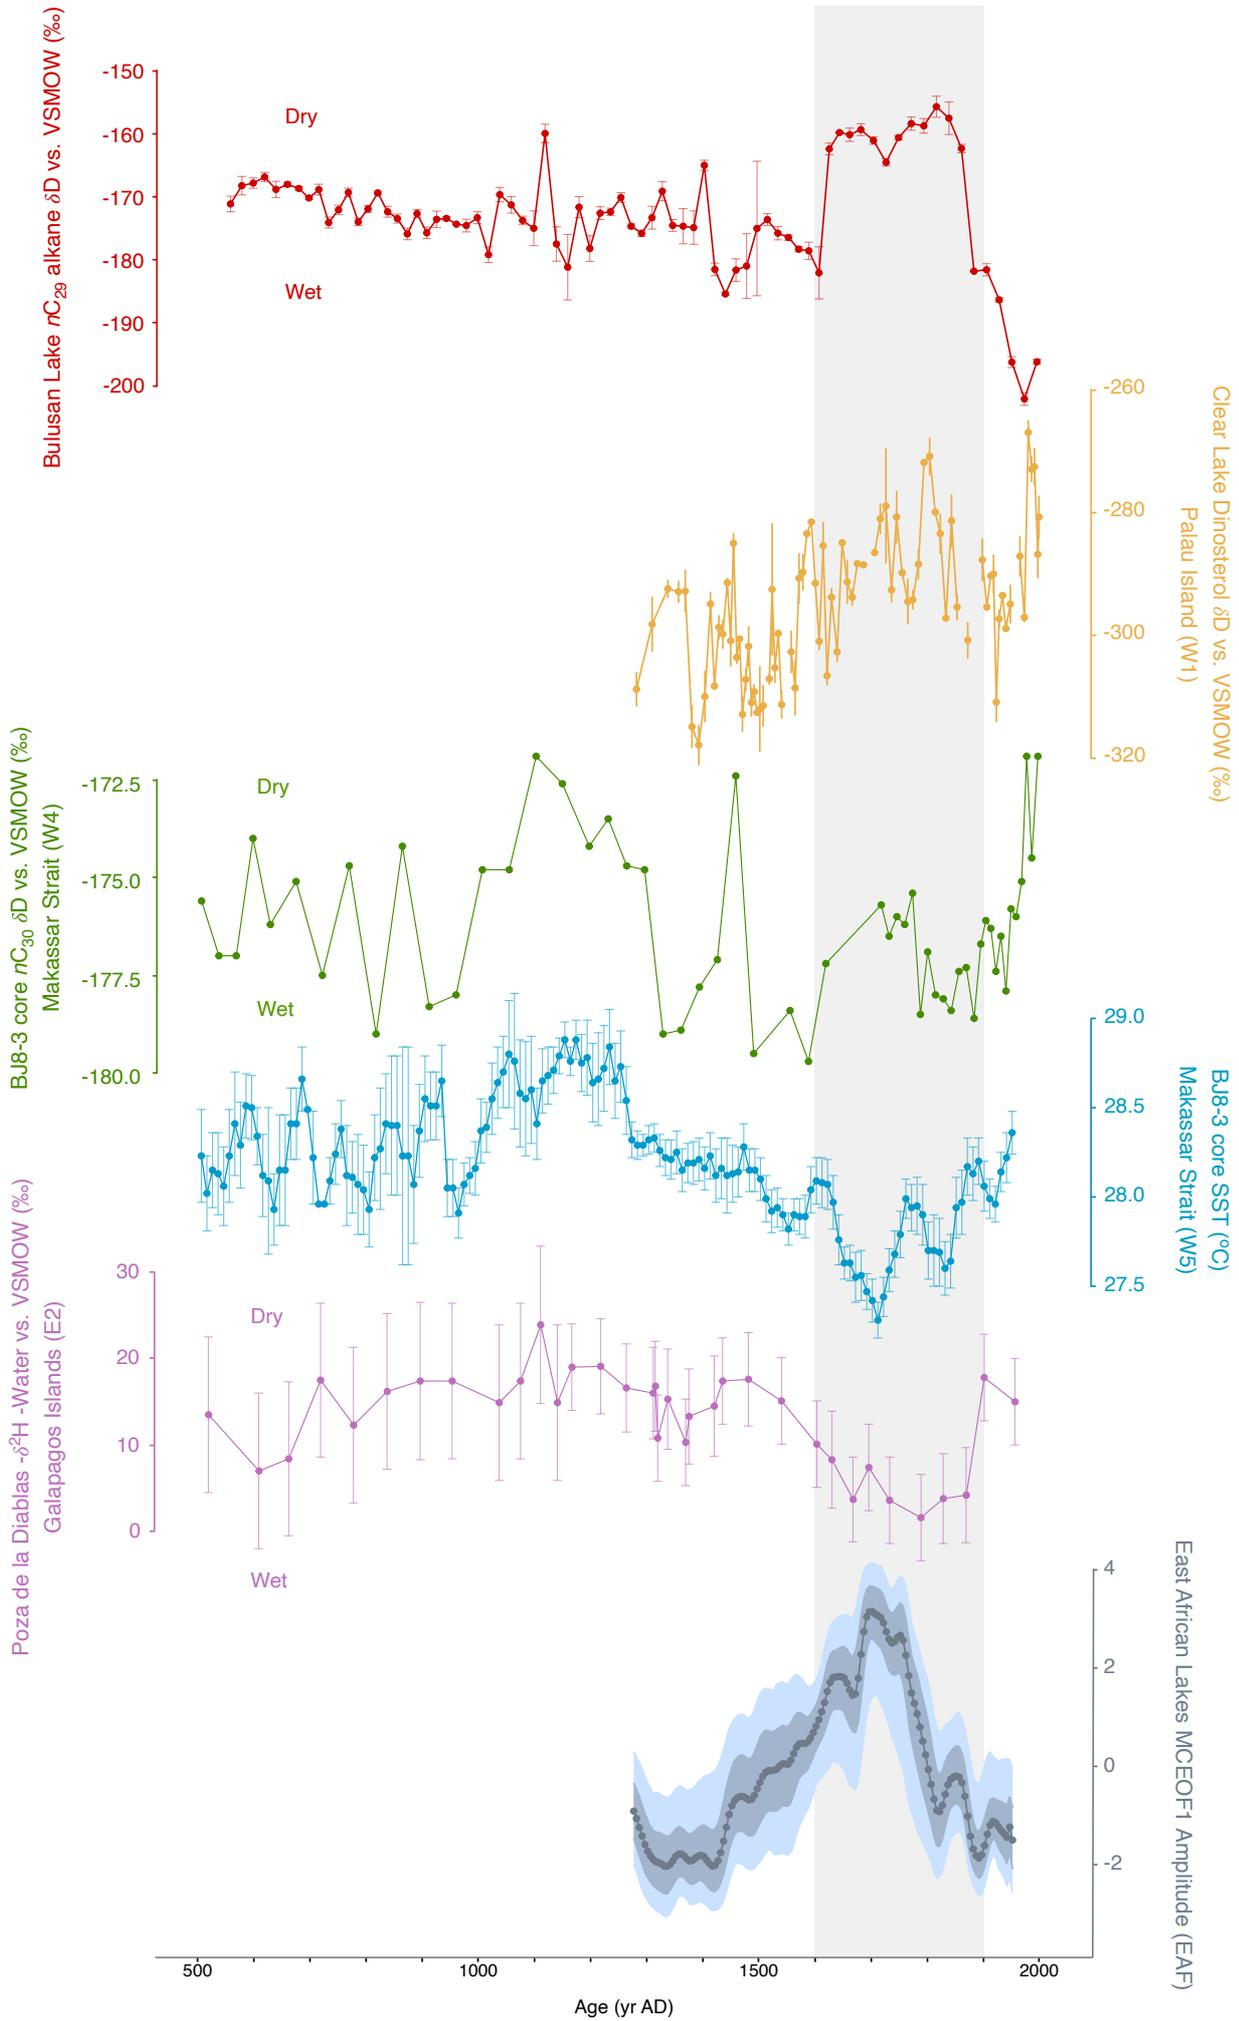 Bulusan Lake nC29 alkane δD vs. VSMOW (‰)
-150
-160
-170
-180
-190
-200
Dry
Wet
Clear Lake Dinosterol δD vs. VSMOW (‰)
Palau Island (W1)
-260
-280
-300
-320
BJ8-3 core nC30 δD vs. VSMOW (‰)
Makassar Strait (W4)
-172.5
-175.0
-177.5
-180.0
Dry
Wet
BJ8-3 core SST (°C)
Makassar Strait (W5)
29.0
28.5
28.0
27.5
Poza de la Diablas -δ²H -Water vs. VSMOW (‰)
Galapagos Islands (E2)
30
20
10
0
Dry
Wet
East African Lakes MCEOF1 Amplitude (EAF)
4
2
0
-2
500
1000
1500
2000
Age (yr AD)